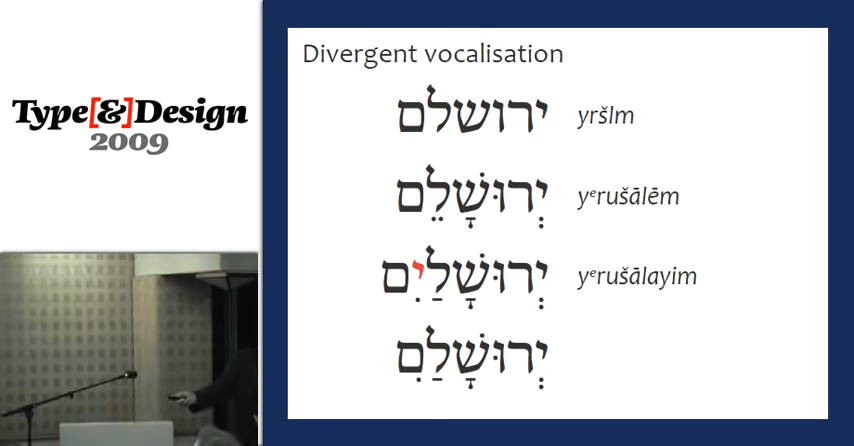 Type[&]Design
2009
Divergent vocalisation
ירושלם yršlm
יְרוּשָׁלֵם yᵉrušālēm
יְרוּשָׁלַיִם yᵉrušālayim
יְרוּשָׁלִַם